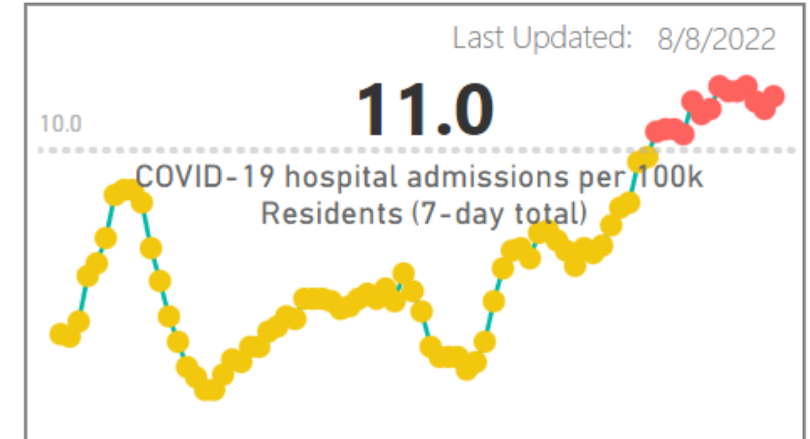 Last Updated: 8/8/2022
11.0
10.0
COVID-19 hospital admissions per 100k
Residents (7-day total)